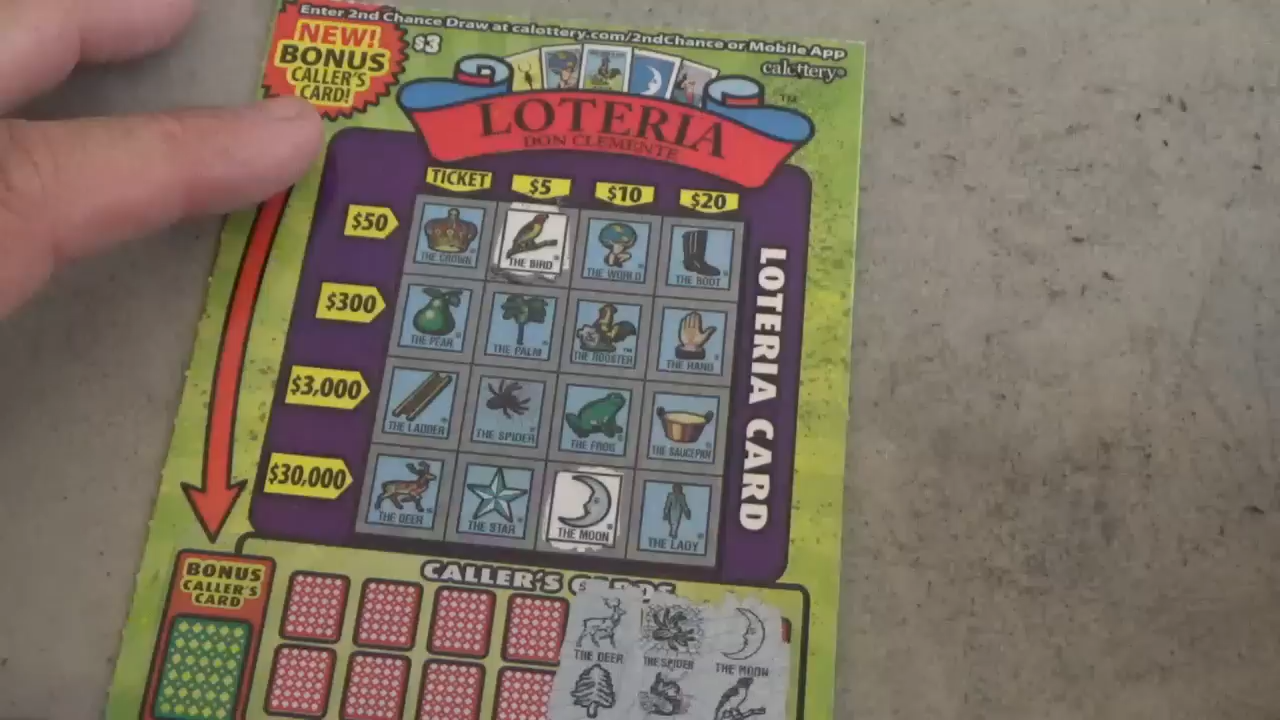 Enter 2nd Chance Draw at calottery.com/2ndChance or Mobile App
NEW!
BONUS
CALLER'S
CARD!
$3
calottery
LOTERIA™
DON CLEMENTE
TICKET $5 $10 $20
$50
THE CROWN THE BIRD THE WORLD THE BOOT
$300
THE PEAR THE PALM THE ROOSTER THE HAND
$3,000
THE LADDER THE SPIDER THE FROG THE SAUCEPAN
$30,000
THE DEER THE STAR THE MOON THE LADY
LOTERIA CARD
BONUS
CALLER'S
CARD
CALLER'S CARDS
THE DEER THE SPIDER THE MOON